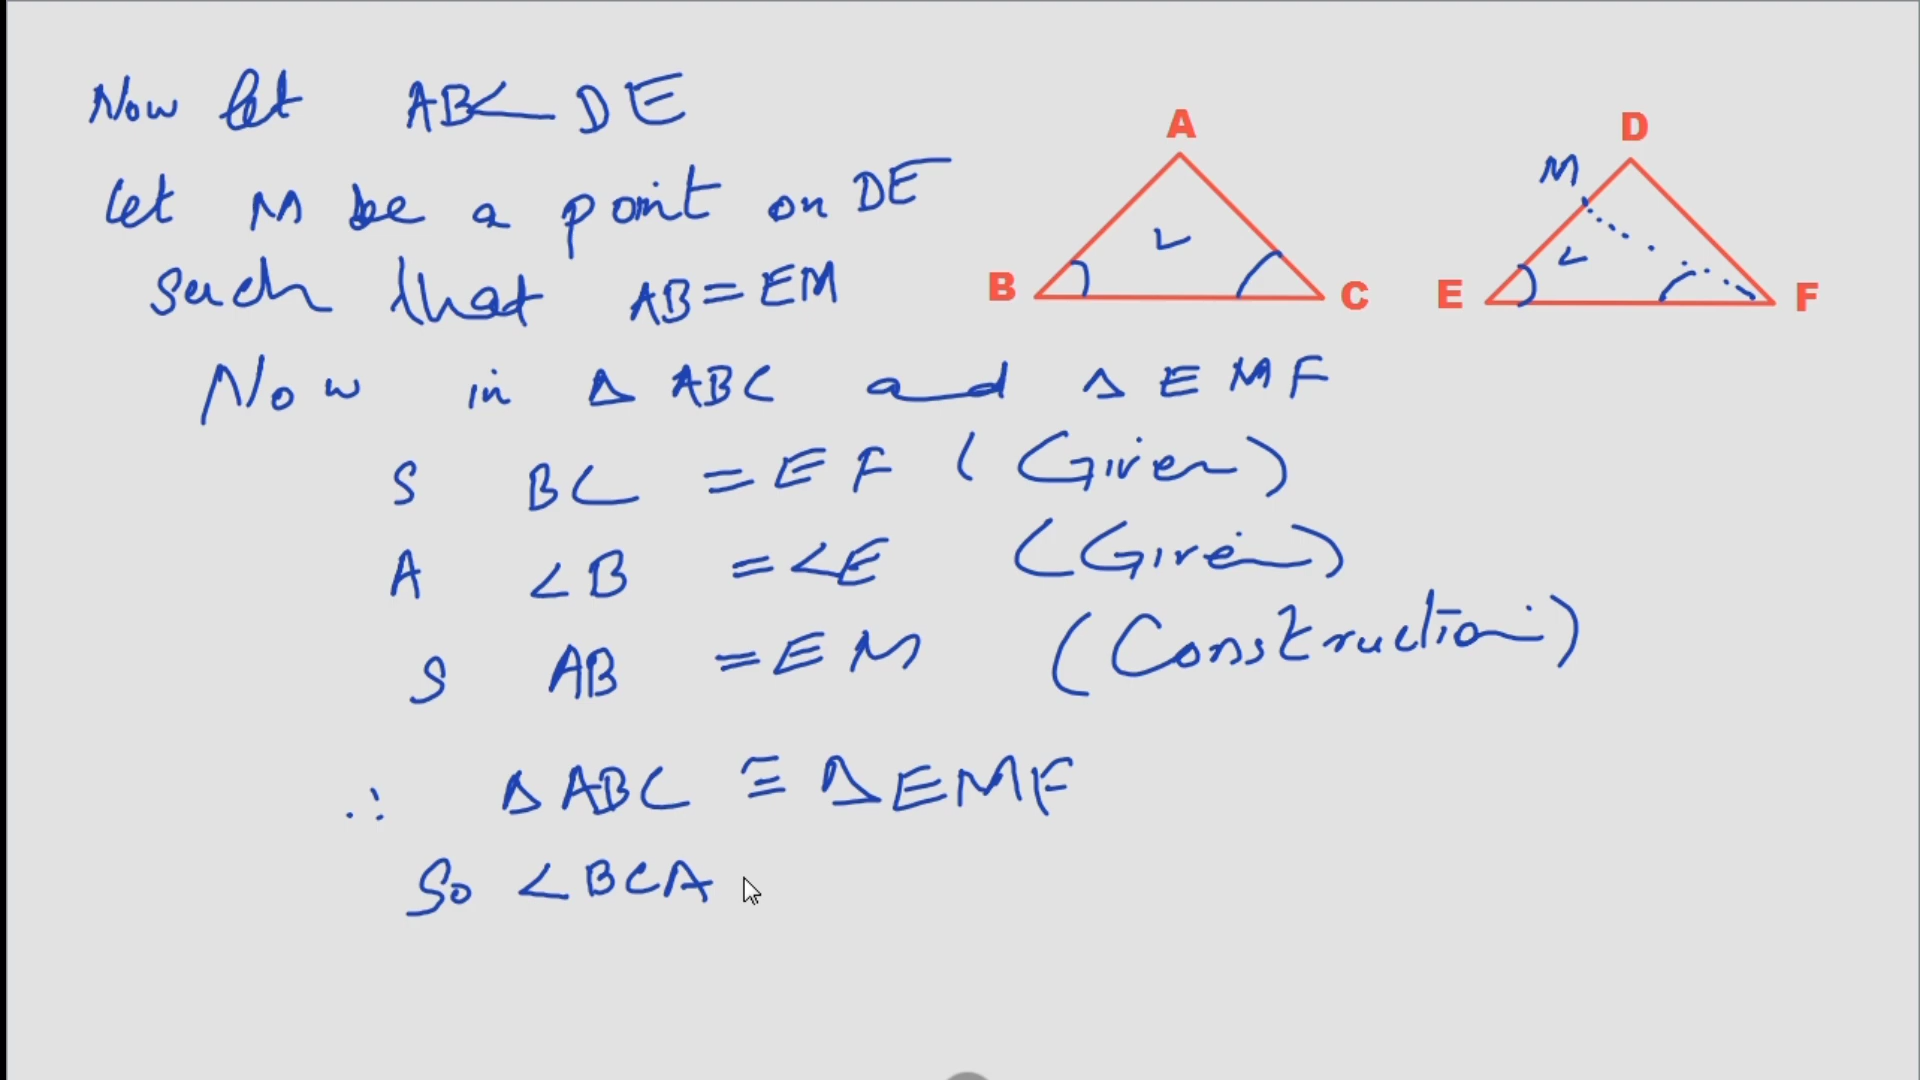 Now let AB < DE
Let M be a point on DE
such that AB = EM
Now in Δ ABC and Δ EMF
S BC = EF (Given)
A ∠B = ∠E (Given)
S AB = EM (Construction)
∴ Δ ABC ≅ Δ EMF
So ∠BCA
A
B
C
D
M
E
F